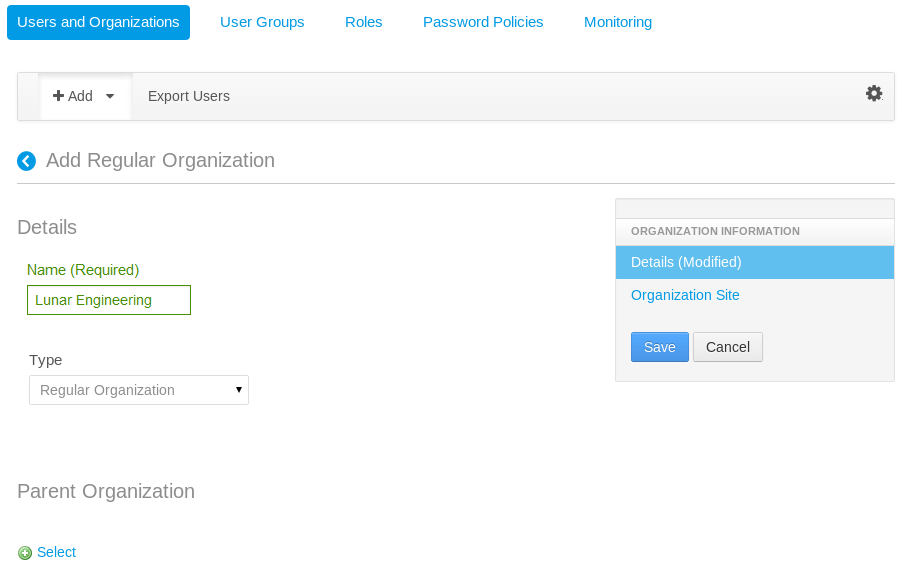 Users and Organizations User Groups Roles Password Policies Monitoring
Add Export Users
Add Regular Organization
Details
Name (Required)
Lunar Engineering
Type
Regular Organization
Parent Organization
Select
ORGANIZATION INFORMATION
Details (Modified)
Organization Site
Save Cancel